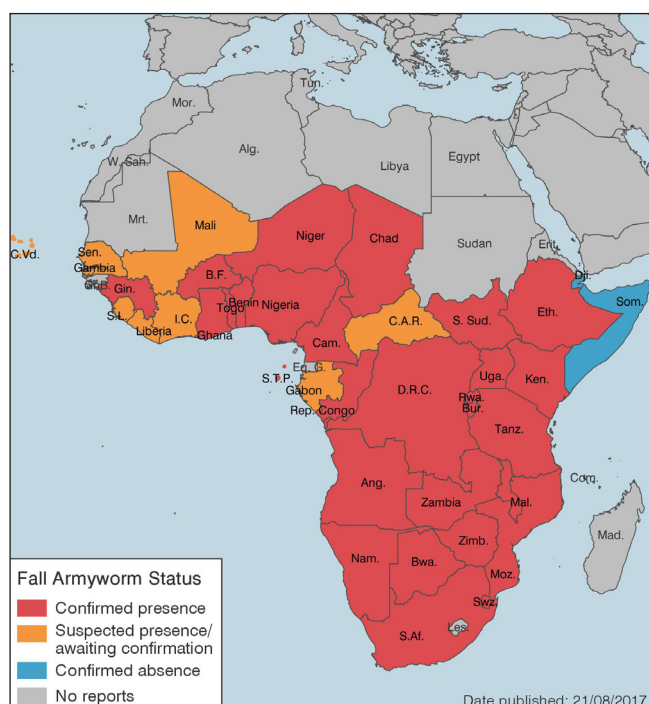 Tun.
Mor.
Alg.
Libya
Egypt
W. Sah.
Mrt.
Mali
Niger
Chad
Sudan
Erit.
C.Vd.
Sen.
Gambia
G.B.
Gin.
B.F.
Dji.
Som.
S.L.
Liberia
I.C.
Ghana
Togo
Benin
Nigeria
C.A.R.
S. Sud.
Eth.
Cam.
Eq. G.
S.T.P.
Gabon
Rep. Congo
D.R.C.
Uga.
Ken.
Rwa.
Bur.
Tanz.
Com.
Ang.
Zambia
Mal.
Mad.
Nam.
Bwa.
Zimb.
Moz.
Swz.
Les.
S.Af.
Fall Armyworm Status
Confirmed presence
Suspected presence/
awaiting confirmation
Confirmed absence
No reports
Date published: 21/08/2017